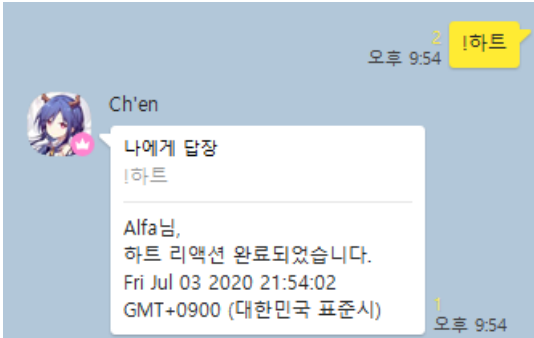 2
오후 9:54
!하트
Ch'en
나에게 답장
!하트
Alfa님,
하트 리액션 완료되었습니다.
Fri Jul 03 2020 21:54:02
GMT+0900 (대한민국 표준시)
1
오후 9:54